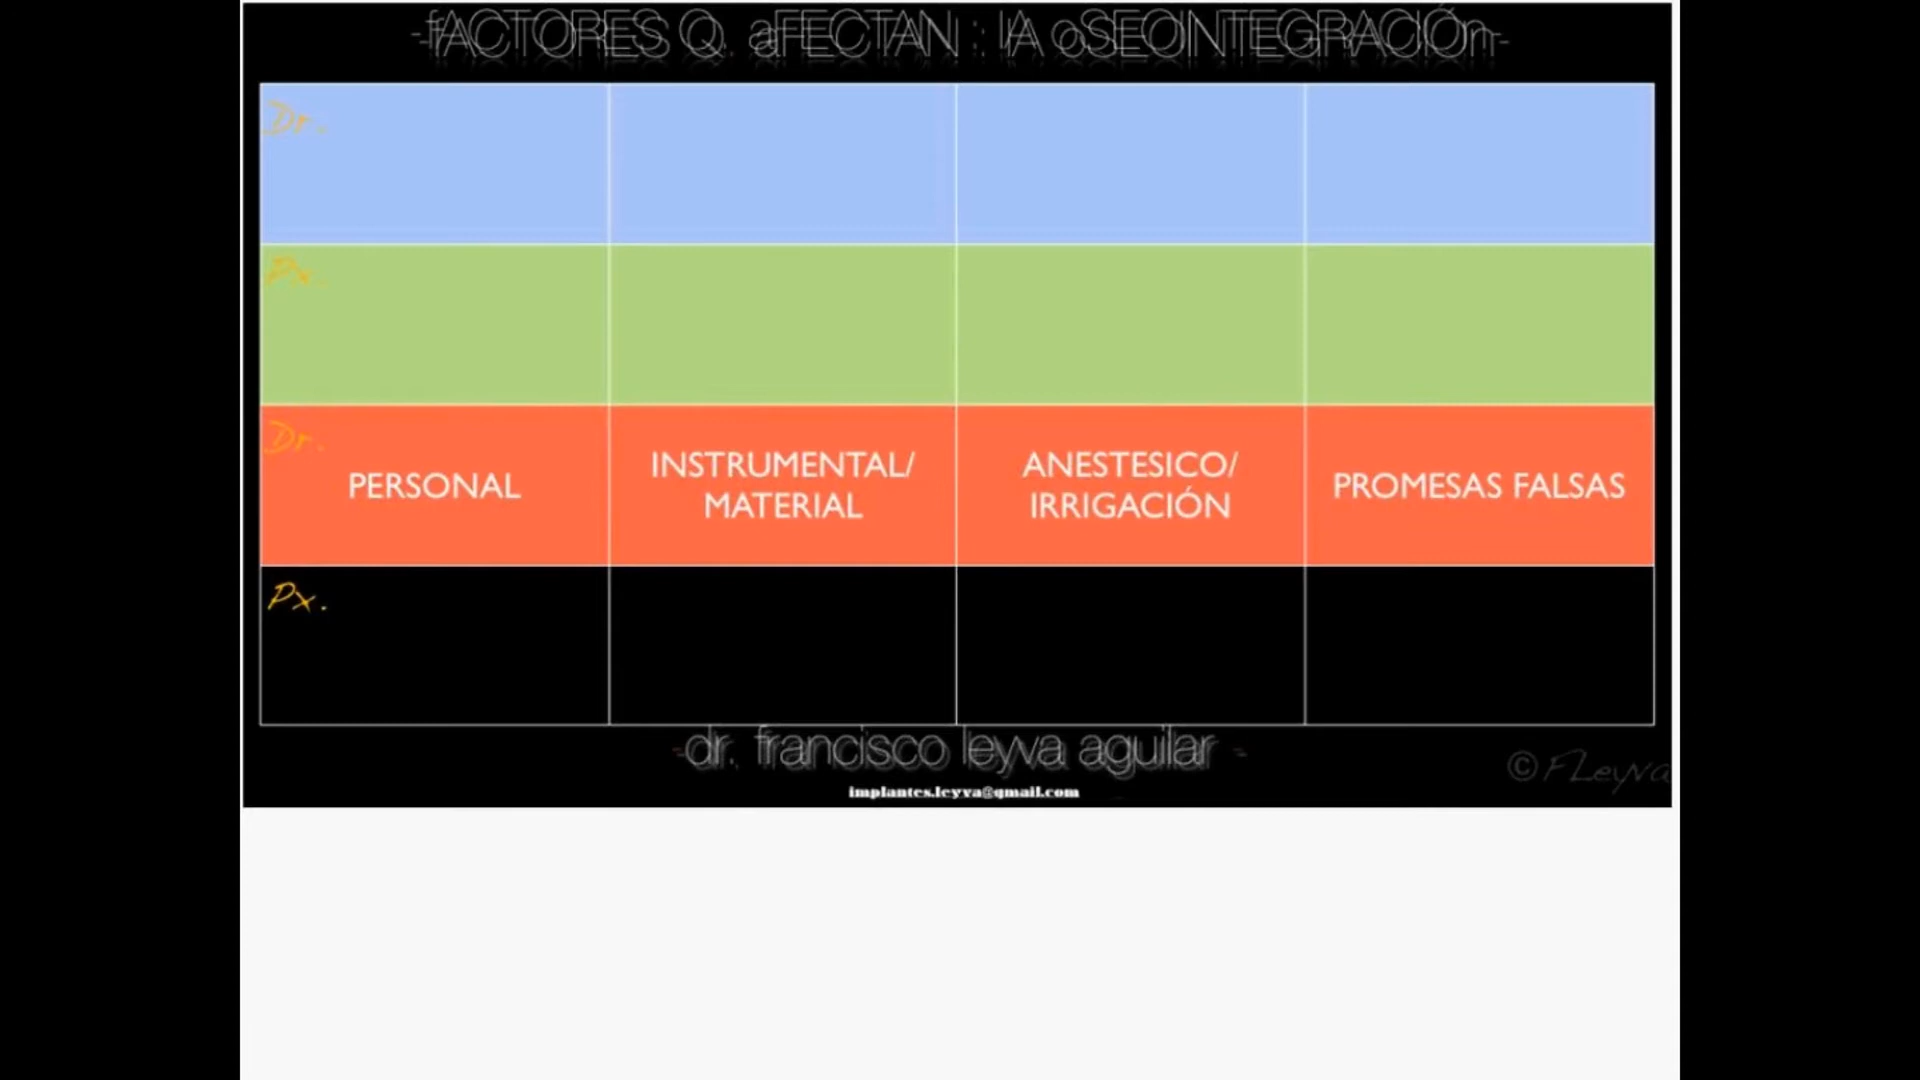 -fACTORES Q. aFECTAN : lA oSEOINTEGRACIÓn-
Dr.
Px.
Dr.
PERSONAL
INSTRUMENTAL/
MATERIAL
ANESTESICO/
IRRIGACIÓN
PROMESAS FALSAS
Px.
-dr. francisco leyva aguilar -
©FLeyva
implantes.leyva@gmail.com